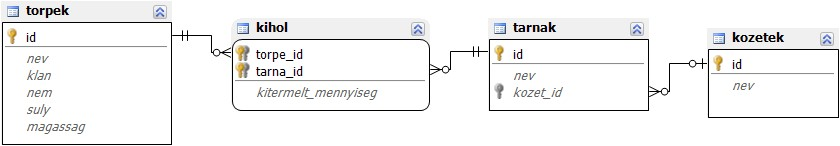 torpek
id
nev
klan
nem
suly
magassag
kihol
torpe_id
tarna_id
kitermelt_mennyiseg
tarnak
id
nev
kozet_id
kozetek
id
nev